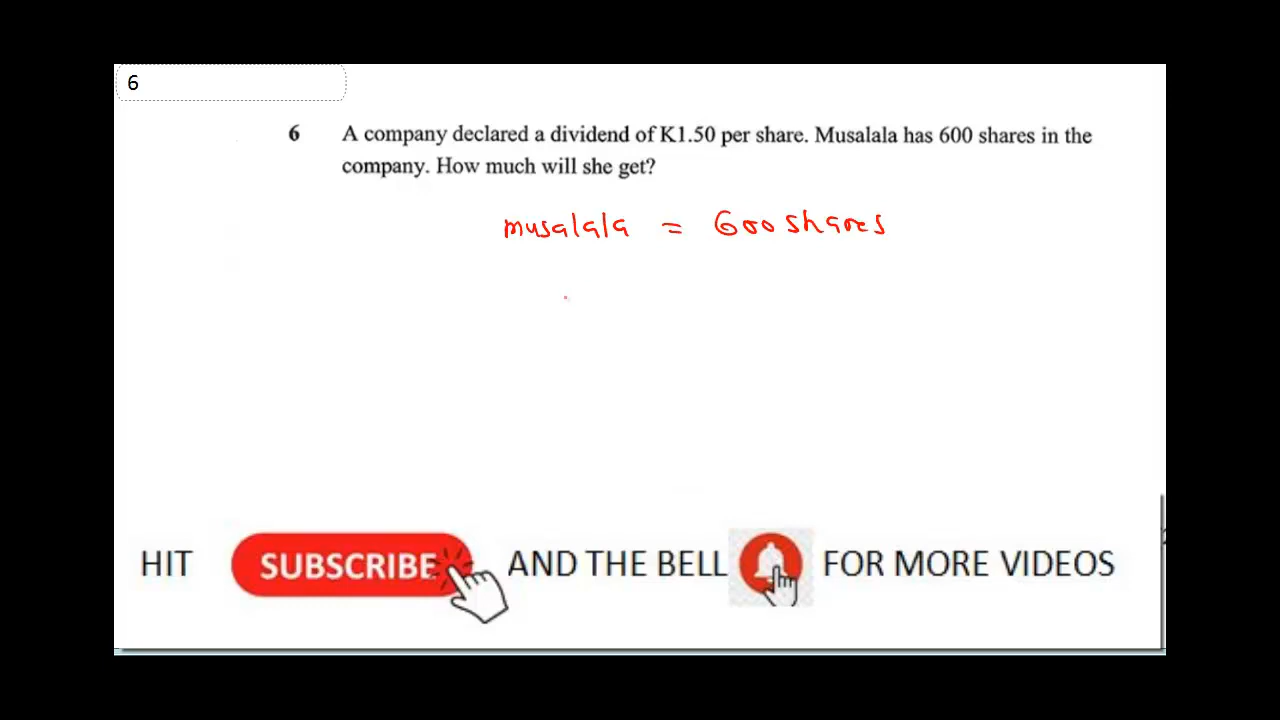 6
6 A company declared a dividend of K1.50 per share. Musalala has 600 shares in the
company. How much will she get?
musalala = 600 shares
HIT SUBSCRIBE AND THE BELL FOR MORE VIDEOS